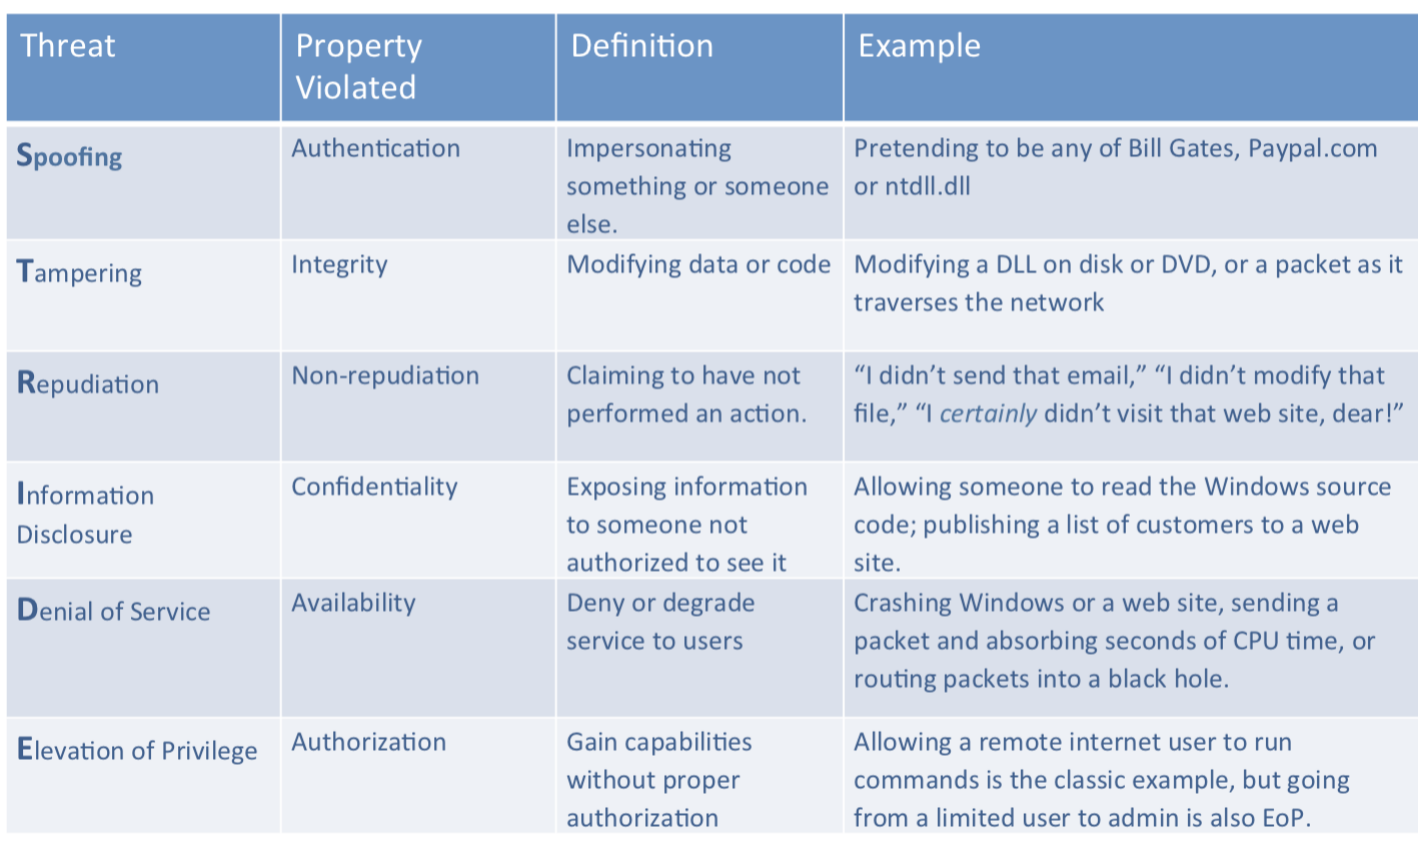 Threat
Property
Violated
Definition
Example
Spoofing
Authentication
Impersonating
something or someone
else.
Pretending to be any of Bill Gates, Paypal.com
or ntdll.dll
Tampering
Integrity
Modifying data or code
Modifying a DLL on disk or DVD, or a packet as it
traverses the network
Repudiation
Non-repudiation
Claiming to have not
performed an action.
“I didn’t send that email,” “I didn’t modify that
file,” “I certainly didn’t visit that web site, dear!”
Information
Disclosure
Confidentiality
Exposing information
to someone not
authorized to see it
Allowing someone to read the Windows source
code; publishing a list of customers to a web
site.
Denial of Service
Availability
Deny or degrade
service to users
Crashing Windows or a web site, sending a
packet and absorbing seconds of CPU time, or
routing packets into a black hole.
Elevation of Privilege
Authorization
Gain capabilities
without proper
authorization
Allowing a remote internet user to run
commands is the classic example, but going
from a limited user to admin is also EoP.